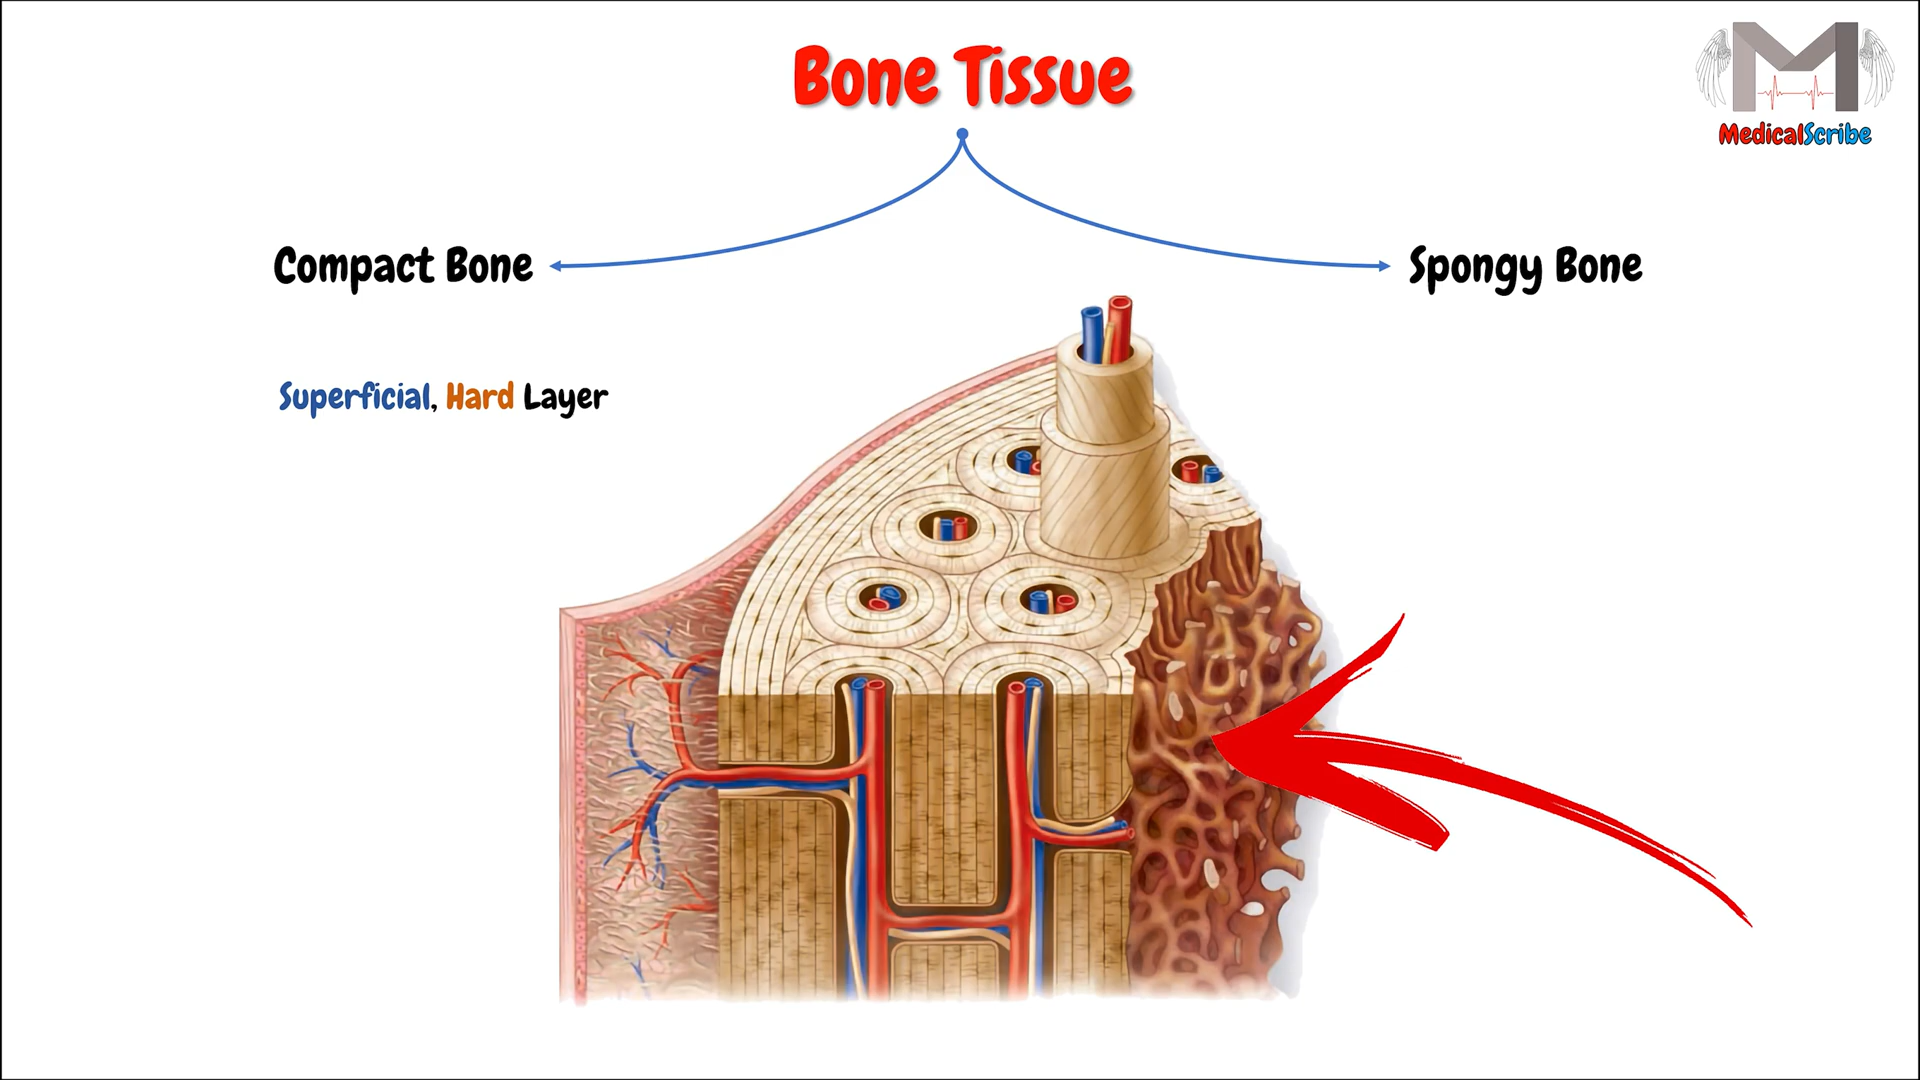 Bone Tissue
MedicalScribe
Compact Bone
Spongy Bone
Superficial, Hard Layer